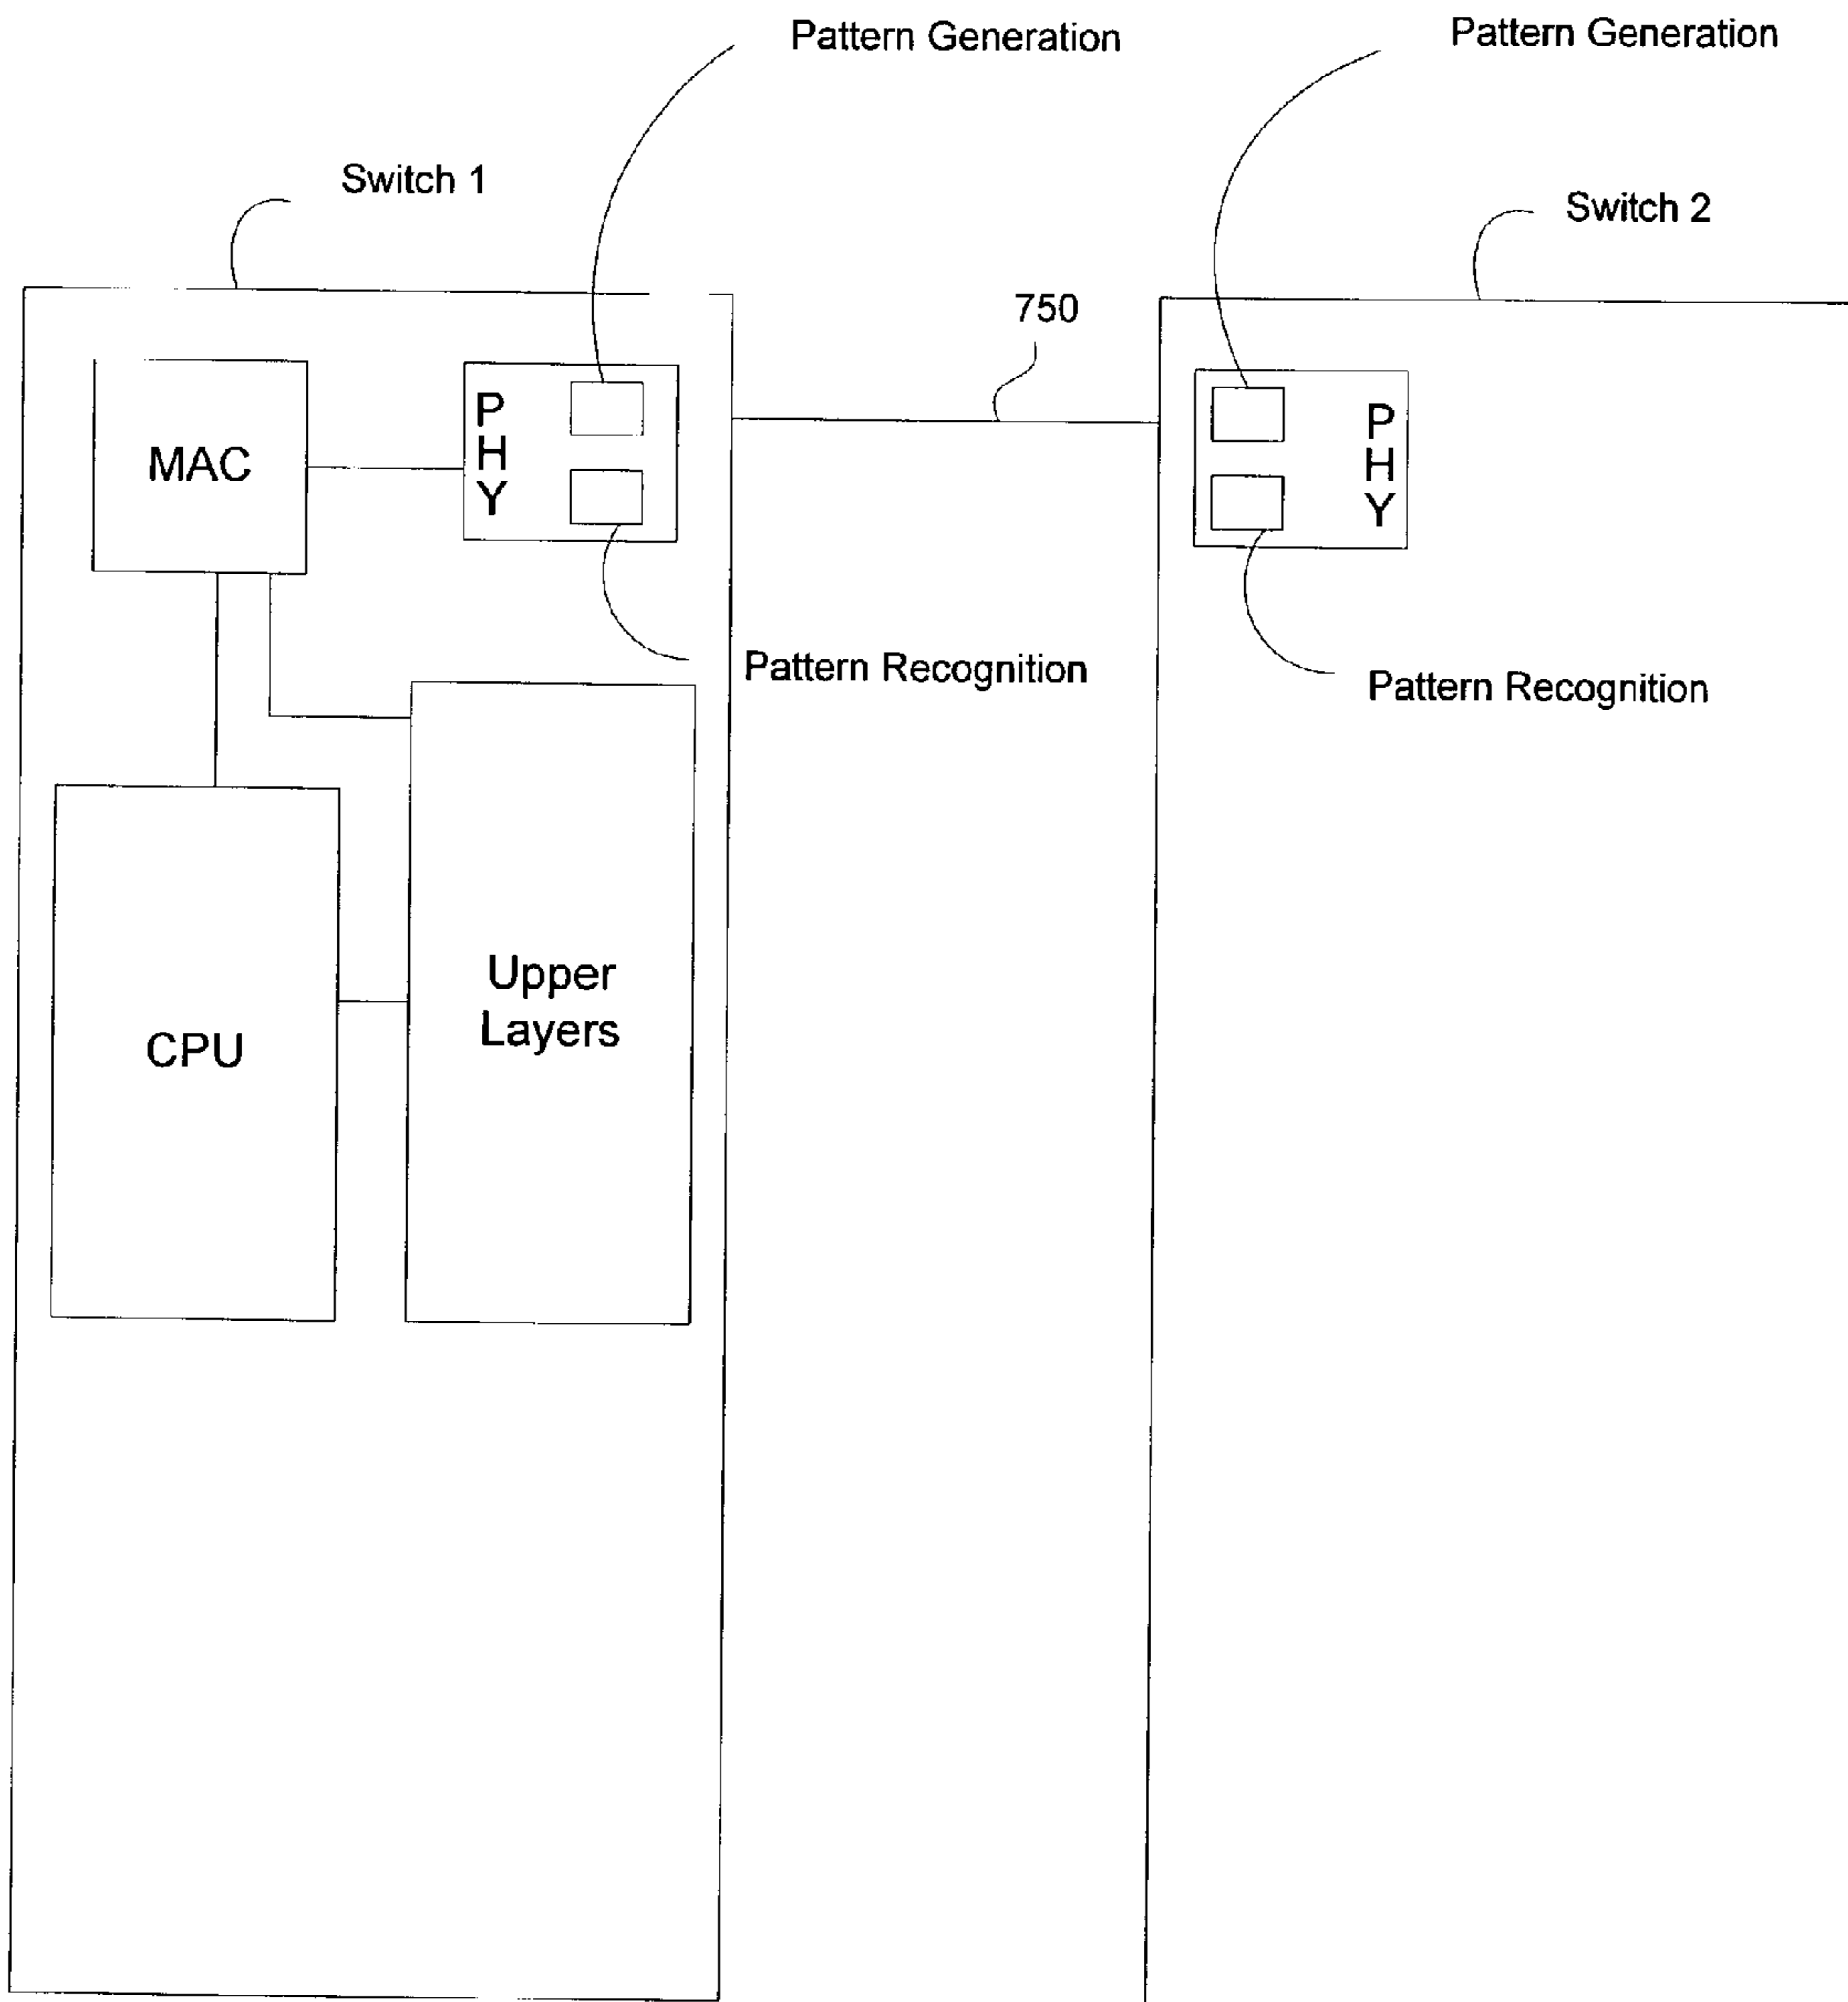 Pattern Generation
Pattern Generation
Switch 1
Switch 2
750
MAC
PHY
PHY
Pattern Recognition
Pattern Recognition
Upper
Layers
CPU